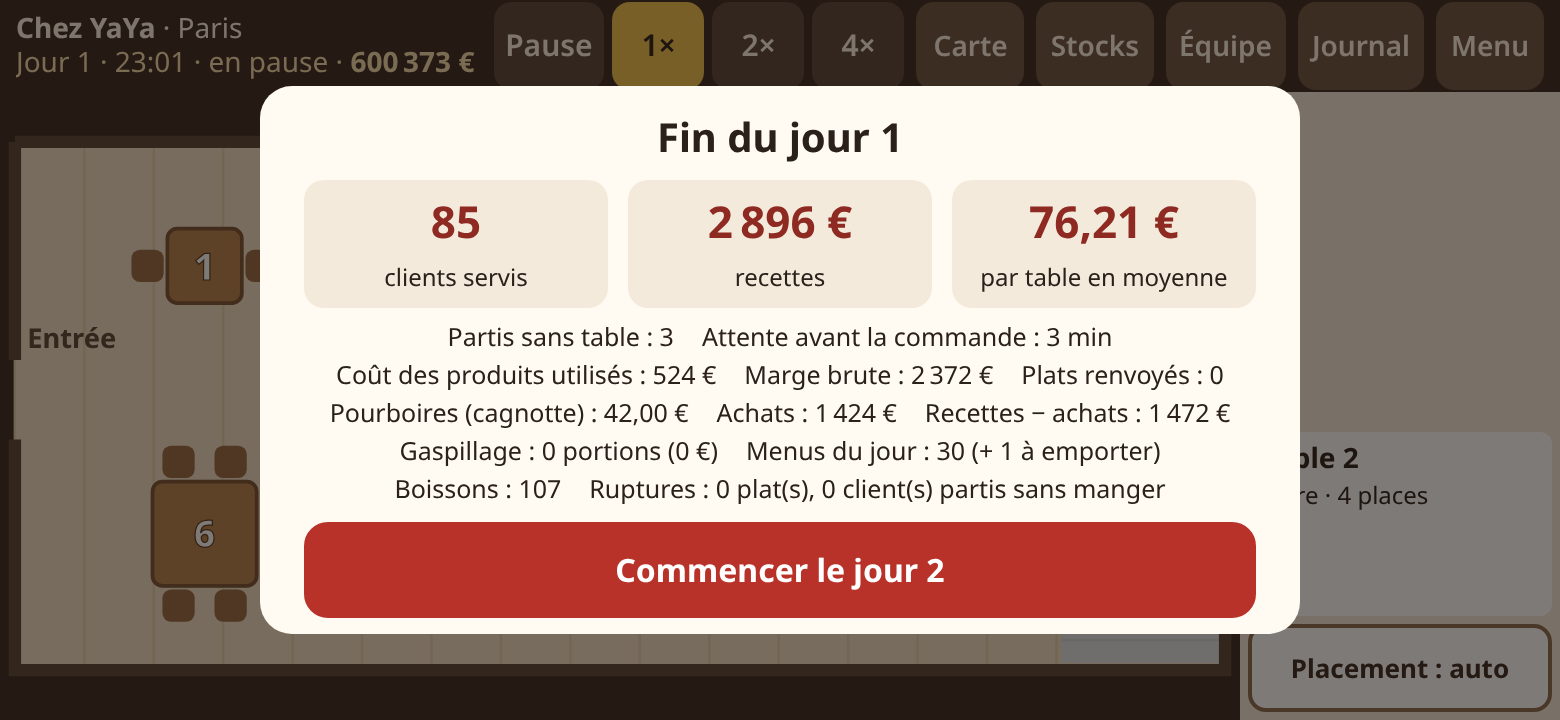 Chez YaYa · Paris
Jour 1 · 23:01 · en pause · 600 373 €
Pause
1×
2×
4×
Carte
Stocks
Équipe
Journal
Menu
Fin du jour 1
85
clients servis
2 896 €
recettes
76,21 €
par table en moyenne
Partis sans table : 3 Attente avant la commande : 3 min
Coût des produits utilisés : 524 € Marge brute : 2 372 € Plats renvoyés : 0
Pourboires (cagnotte) : 42,00 € Achats : 1 424 € Recettes − achats : 1 472 €
Gaspillage : 0 portions (0 €) Menus du jour : 30 (+ 1 à emporter)
Boissons : 107 Ruptures : 0 plat(s), 0 client(s) partis sans manger
Commencer le jour 2
1
Entrée
6
2
· 4 places
Placement : auto